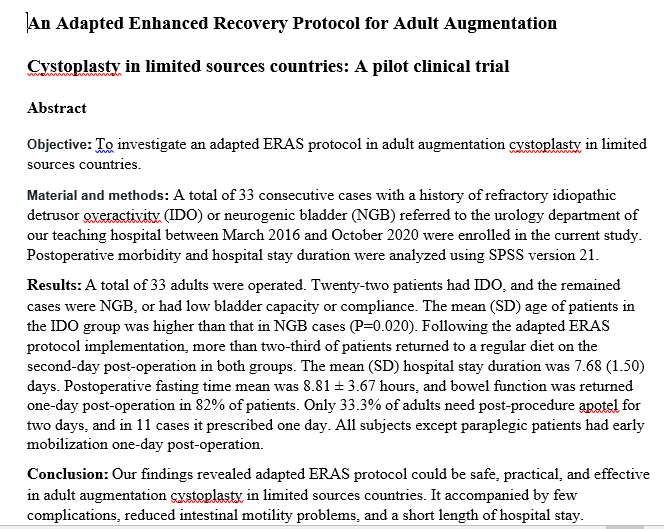 An Adapted Enhanced Recovery Protocol for Adult Augmentation
Cystoplasty in limited sources countries: A pilot clinical trial
Abstract
Objective: To investigate an adapted ERAS protocol in adult augmentation cystoplasty in limited
sources countries.
Material and methods: A total of 33 consecutive cases with a history of refractory idiopathic
detrusor overactivity (IDO) or neurogenic bladder (NGB) referred to the urology department of
our teaching hospital between March 2016 and October 2020 were enrolled in the current study.
Postoperative morbidity and hospital stay duration were analyzed using SPSS version 21.
Results: A total of 33 adults were operated. Twenty-two patients had IDO, and the remained
cases were NGB, or had low bladder capacity or compliance. The mean (SD) age of patients in
the IDO group was higher than that in NGB cases (P=0.020). Following the adapted ERAS
protocol implementation, more than two-third of patients returned to a regular diet on the
second-day post-operation in both groups. The mean (SD) hospital stay duration was 7.68 (1.50)
days. Postoperative fasting time mean was 8.81 ± 3.67 hours, and bowel function was returned
one-day post-operation in 82% of patients. Only 33.3% of adults need post-procedure apotel for
two days, and in 11 cases it prescribed one day. All subjects except paraplegic patients had early
mobilization one-day post-operation.
Conclusion: Our findings revealed adapted ERAS protocol could be safe, practical, and effective
in adult augmentation cystoplasty in limited sources countries. It accompanied by few
complications, reduced intestinal motility problems, and a short length of hospital stay.